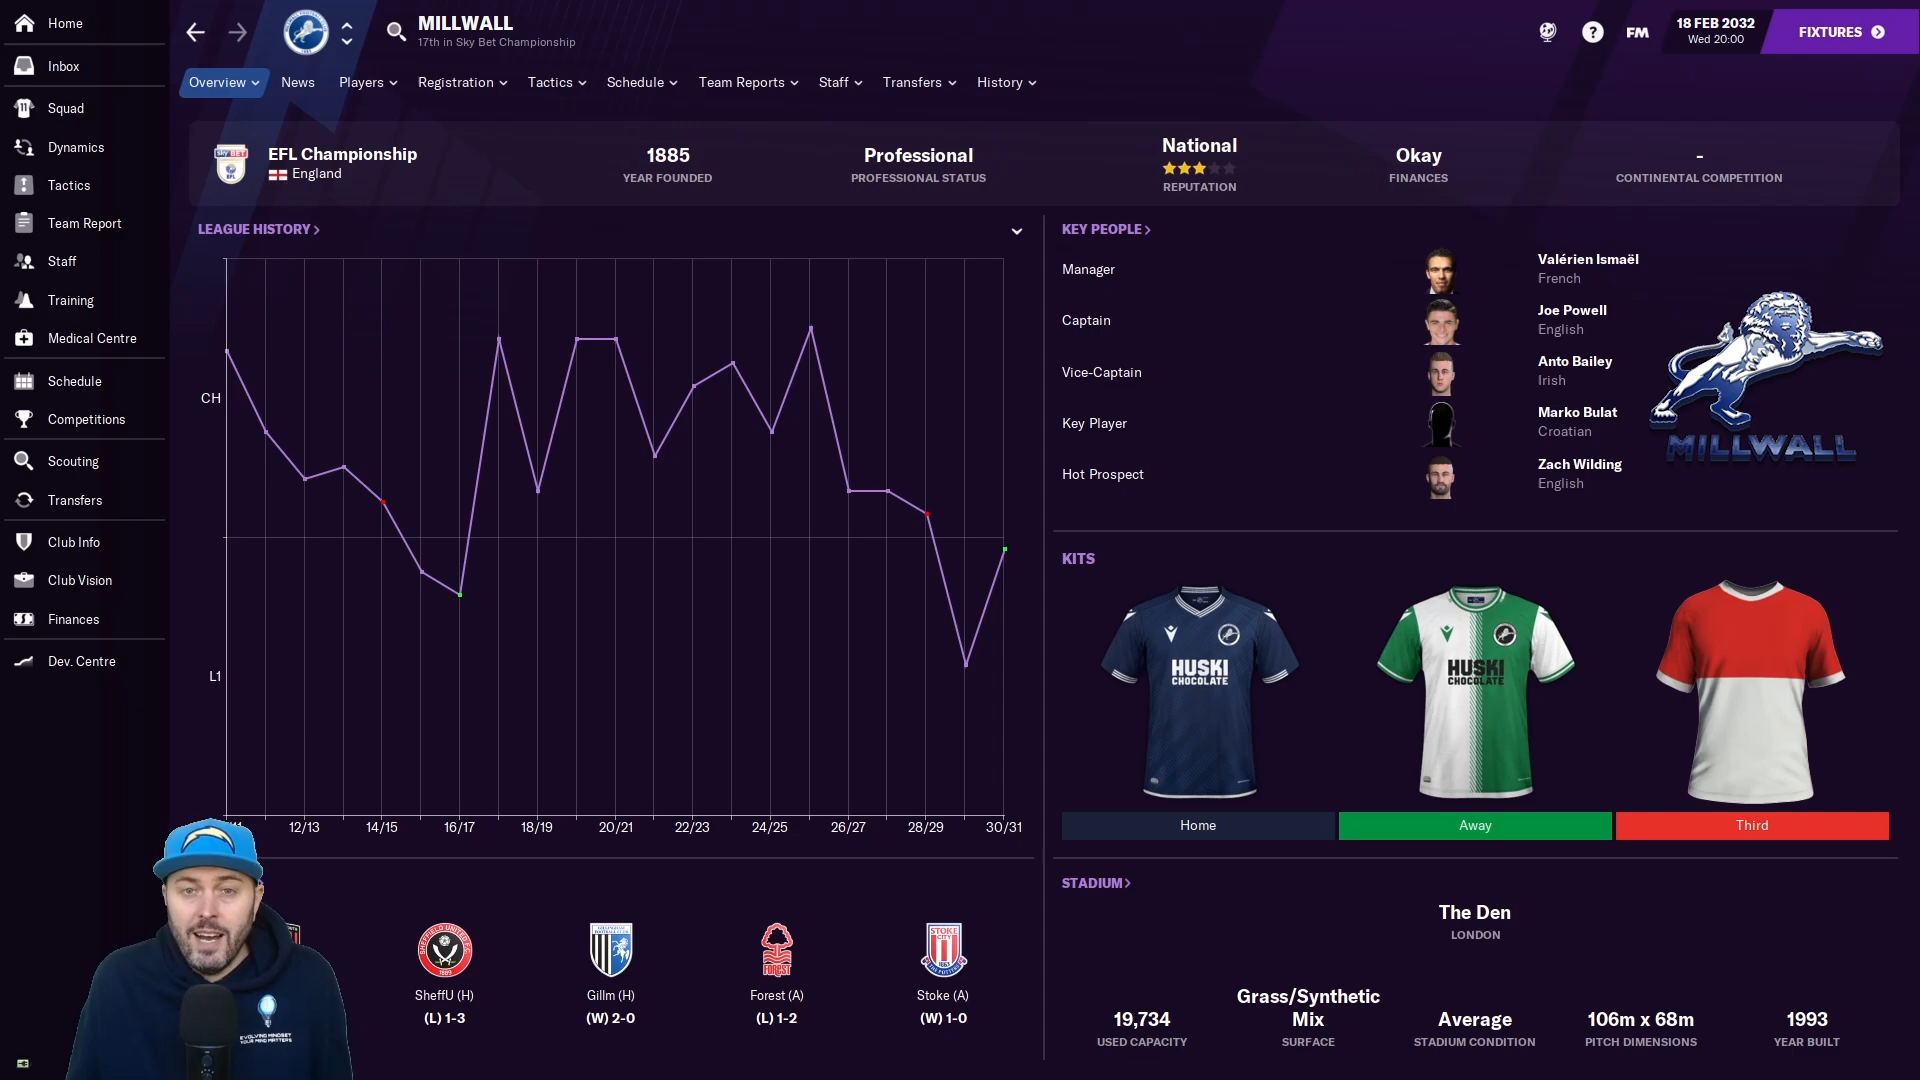 Home
Inbox
Squad
Dynamics
Tactics
Team Report
Staff
Training
Medical Centre
Schedule
Competitions
Scouting
Transfers
Club Info
Club Vision
Finances
Dev. Centre
MILLWALL
17th in Sky Bet Championship
FM
18 FEB 2032
Wed 20:00
FIXTURES
Overview
News
Players
Registration
Tactics
Schedule
Team Reports
Staff
Transfers
History
EFL Championship
England
1885
YEAR FOUNDED
Professional
PROFESSIONAL STATUS
National
REPUTATION
Okay
FINANCES
-
CONTINENTAL COMPETITION
LEAGUE HISTORY
CH
L1
12/13
14/15
16/17
18/19
20/21
22/23
24/25
26/27
28/29
30/31
KEY PEOPLE
Manager
Valérien Ismaël
French
Captain
Joe Powell
English
Vice-Captain
Anto Bailey
Irish
Key Player
Marko Bulat
Croatian
Hot Prospect
Zach Wilding
English
MILLWALL
KITS
HUSKI
CHOCOLATE
HUSKI
CHOCOLATE
Home
Away
Third
SheffU (H)
(L) 1-3
Gillm (H)
(W) 2-0
FOREST
Forest (A)
(L) 1-2
STOKE
CITY
Stoke (A)
(W) 1-0
EVOLVING MINDSET
YOUR MIND MATTERS
STADIUM
The Den
LONDON
19,734
USED CAPACITY
Grass/Synthetic
Mix
SURFACE
Average
STADIUM CONDITION
106m x 68m
PITCH DIMENSIONS
1993
YEAR BUILT